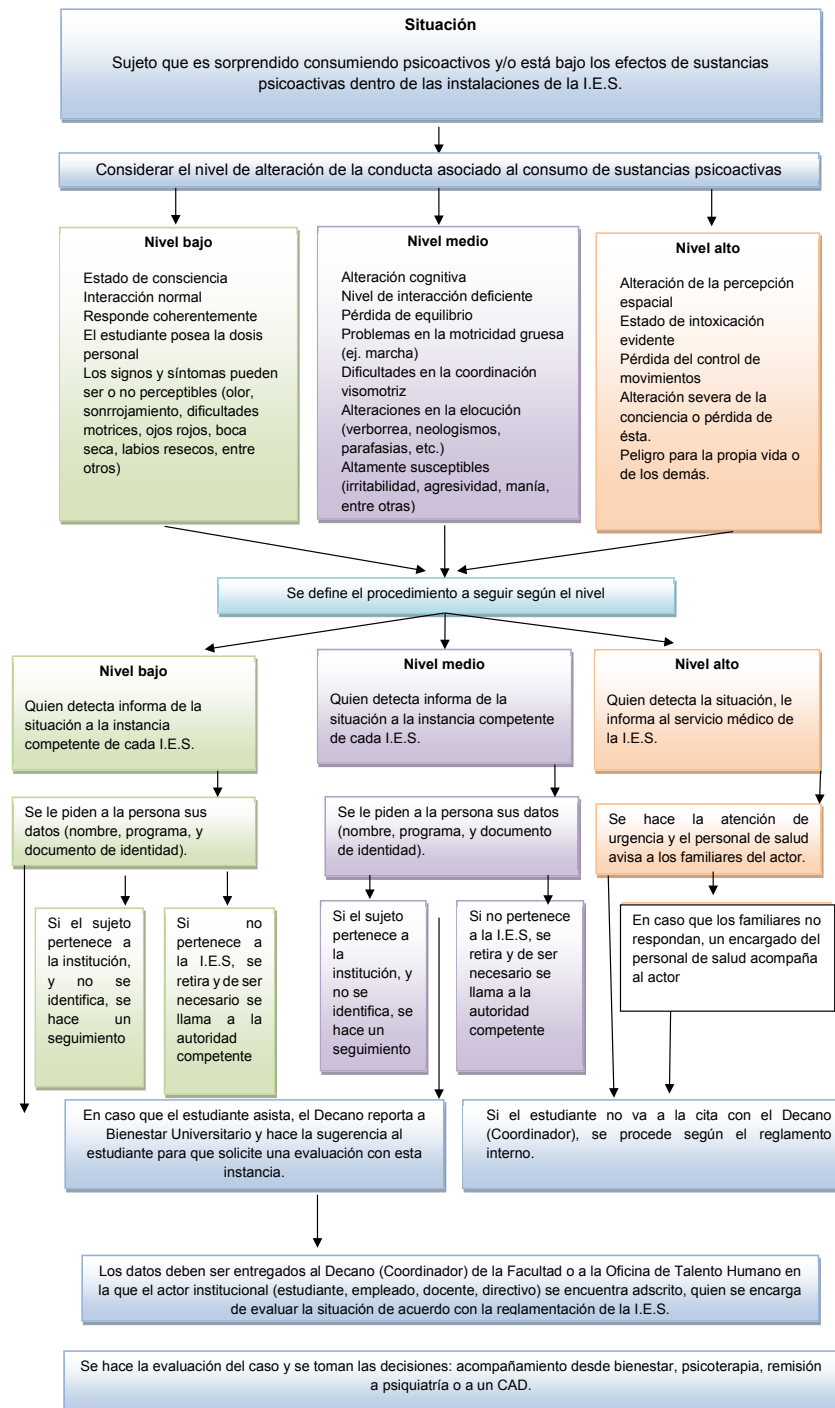 Situación
Sujeto que es sorprendido consumiendo psicoactivos y/o está bajo los efectos de sustancias
psicoactivas dentro de las instalaciones de la I.E.S.
Considerar el nivel de alteración de la conducta asociado al consumo de sustancias psicoactivas
Nivel bajo
Estado de consciencia
Interacción normal
Responde coherentemente
El estudiante posea la dosis
personal
Los signos y síntomas pueden
ser o no perceptibles (olor,
sonrrojamiento, dificultades
motrices, ojos rojos, boca
seca, labios resecos, entre
otros)
Nivel medio
Alteración cognitiva
Nivel de interacción deficiente
Pérdida de equilibrio
Problemas en la motricidad gruesa
(ej. marcha)
Dificultades en la coordinación
visomotriz
Alteraciones en la elocución
(verborrea, neologismos,
parafasias, etc.)
Altamente susceptibles
(irritabilidad, agresividad, manía,
entre otras)
Nivel alto
Alteración de la percepción
espacial
Estado de intoxicación
evidente
Pérdida del control de
movimientos
Alteración severa de la
conciencia o pérdida de
ésta.
Peligro para la propia vida o
de los demás.
Se define el procedimiento a seguir según el nivel
Nivel bajo
Quien detecta informa de la
situación a la instancia
competente de cada I.E.S.
Nivel medio
Quien detecta informa de la
situación a la instancia competente
de cada I.E.S.
Nivel alto
Quien detecta la situación, le
informa al servicio médico de
la I.E.S.
Se le piden a la persona sus
datos (nombre, programa, y
documento de identidad).
Se le piden a la persona sus datos
(nombre, programa, y documento
de identidad).
Se hace la atención de
urgencia y el personal de salud
avisa a los familiares del actor.
Si el sujeto
pertenece a
la institución,
y no se
identifica, se
hace un
seguimiento
Si no
pertenece a
la I.E.S, se
retira y de ser
necesario se
llama a la
autoridad
competente
Si el sujeto
pertenece a
la
institución, y
no se
identifica, se
hace un
seguimiento
Si no pertenece
a la I.E.S, se
retira y de ser
necesario se
llama a la
autoridad
competente
En caso que los familiares no
respondan, un encargado del
personal de salud acompaña
al actor
En caso que el estudiante asista, el Decano reporta a
Bienestar Universitario y hace la sugerencia al
estudiante para que solicite una evaluación con esta
instancia.
Si el estudiante no va a la cita con el Decano
(Coordinador), se procede según el reglamento
interno.
Los datos deben ser entregados al Decano (Coordinador) de la Facultad o a la Oficina de Talento Humano en
la que el actor institucional (estudiante, empleado, docente, directivo) se encuentra adscrito, quien se encarga
de evaluar la situación de acuerdo con la reglamentación de la I.E.S.
Se hace la evaluación del caso y se toman las decisiones: acompañamiento desde bienestar, psicoterapia, remisión
a psiquiatría o a un CAD.